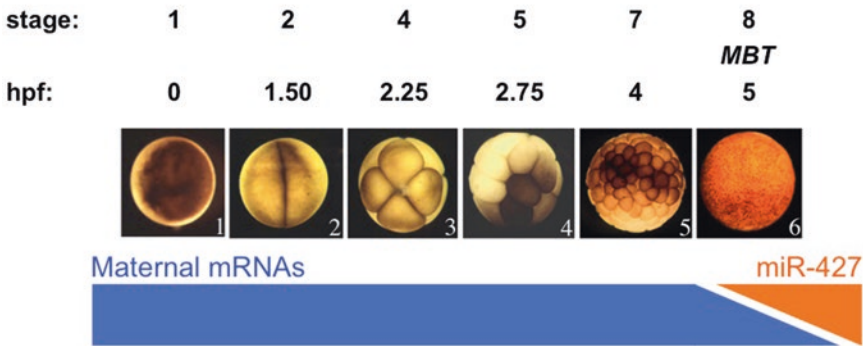 stage: 1 2 4 5 7 8
MBT
hpf: 0 1.50 2.25 2.75 4 5
1 2 3 4 5 6
Maternal mRNAs miR-427